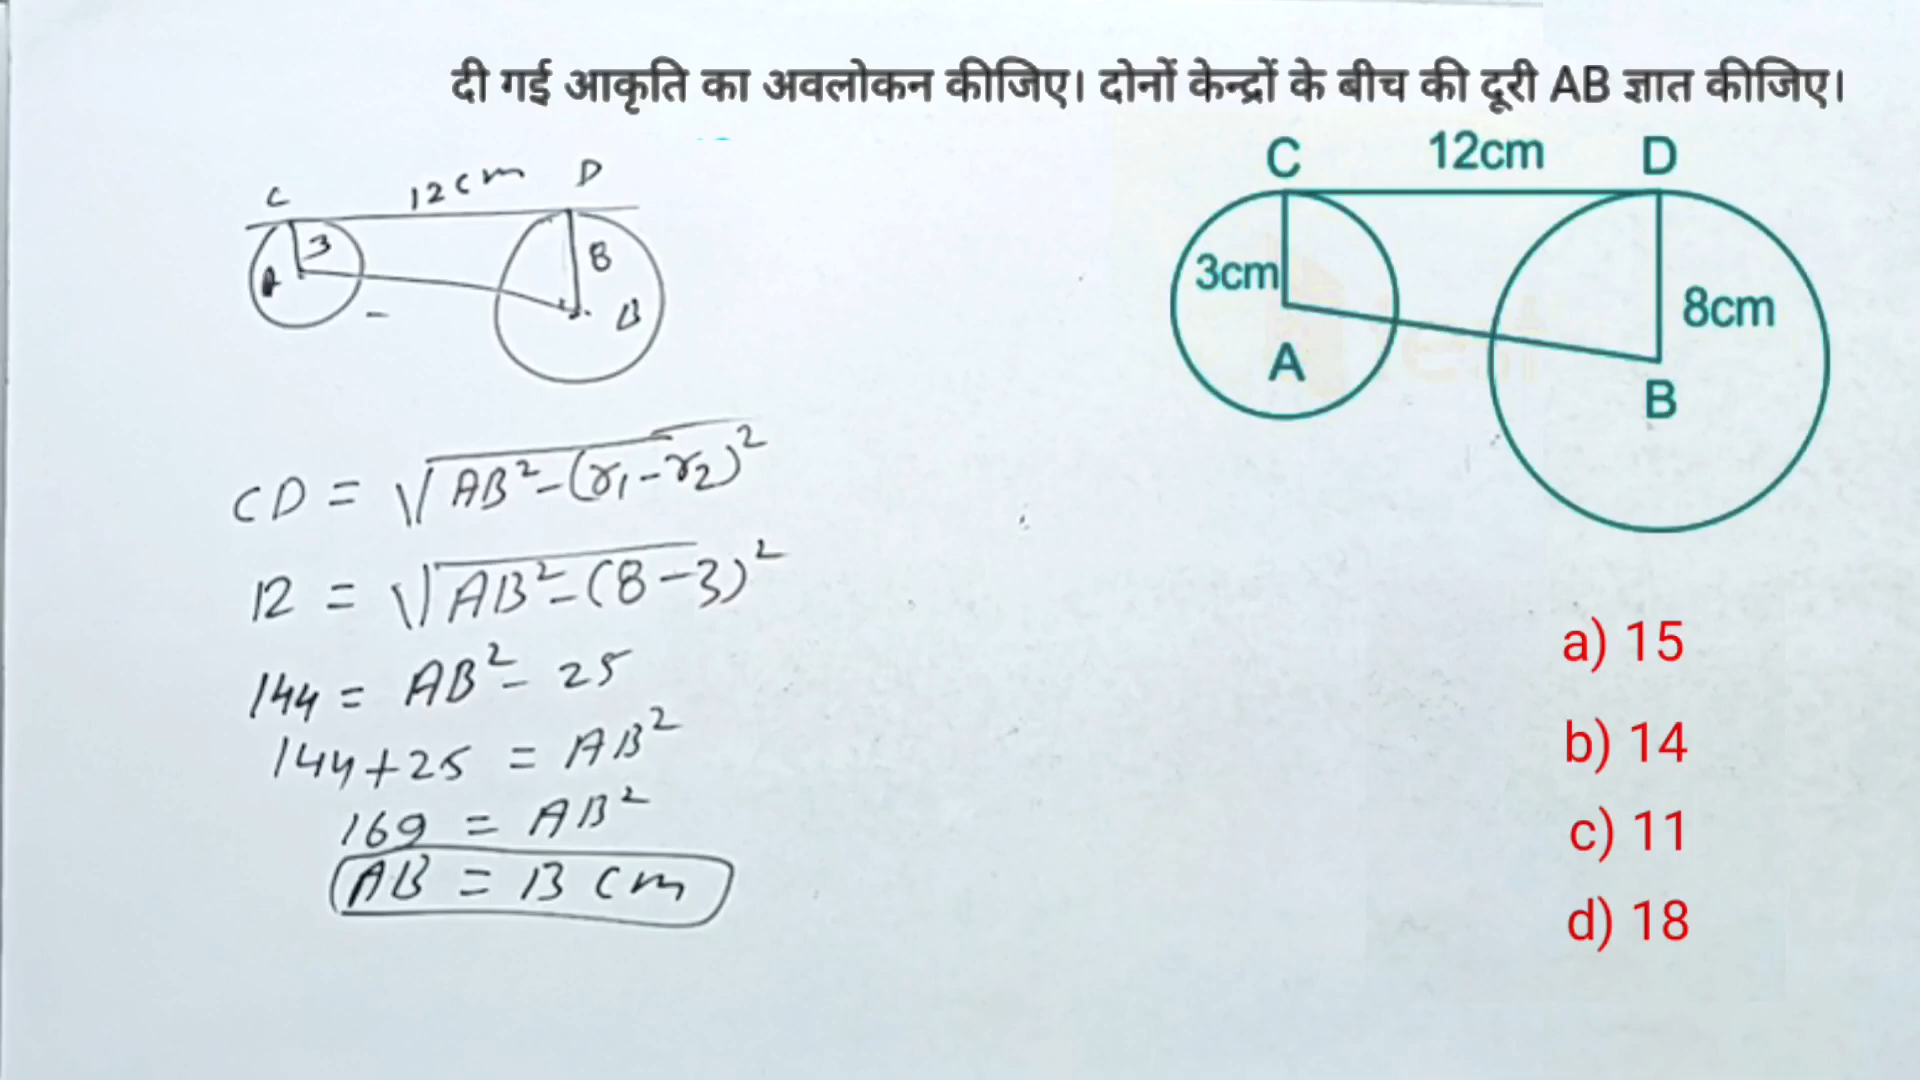 दी गई आकृति का अवलोकन कीजिए। दोनों केन्द्रों के बीच की दूरी AB ज्ञात कीजिए।
C 12cm D
3 8
A B
C 12cm D
3cm 8cm
A B
CD = √AB²-(r₁-r₂)²
12 = √AB²-(8-3)²
144 = AB² - 25
144+25 = AB²
169 = AB²
AB = 13 cm
a) 15
b) 14
c) 11
d) 18